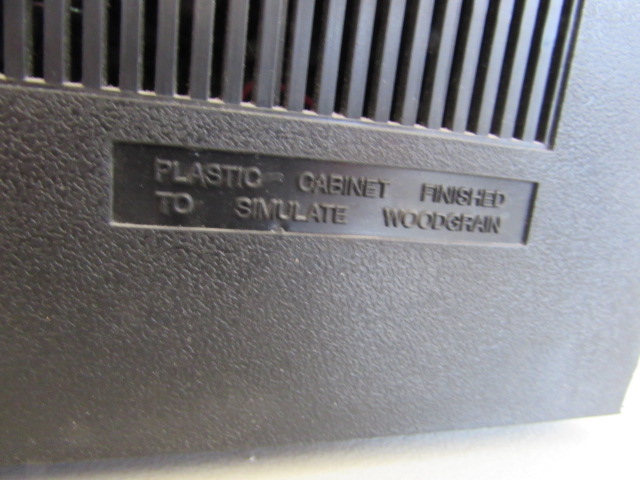 PLASTIC CABINET FINISHED
TO SIMULATE WOODGRAIN